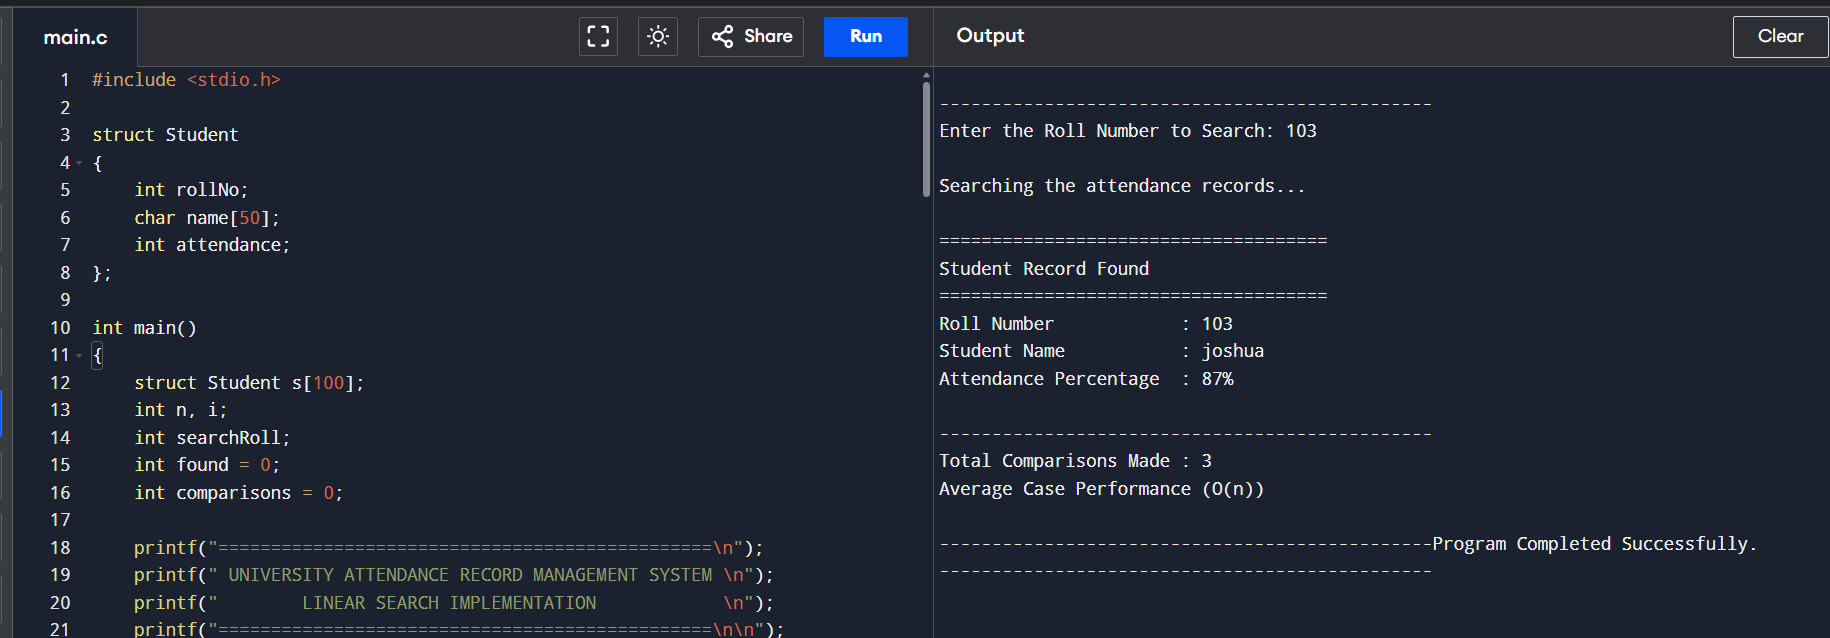 main.c
Share
Run
Output
Clear
1 #include <stdio.h>
2
3 struct Student
4 {
5     int rollNo;
6     char name[50];
7     int attendance;
8 };
9
10 int main()
11 {
12     struct Student s[100];
13     int n, i;
14     int searchRoll;
15     int found = 0;
16     int comparisons = 0;
17
18     printf("===============================================\n");
19     printf(" UNIVERSITY ATTENDANCE RECORD MANAGEMENT SYSTEM \n");
20     printf("        LINEAR SEARCH IMPLEMENTATION            \n");
21     printf("===============================================\n\n");
-----------------------------------------------
Enter the Roll Number to Search: 103
Searching the attendance records...
=====================================
Student Record Found
=====================================
Roll Number            : 103
Student Name           : joshua
Attendance Percentage  : 87%
-----------------------------------------------
Total Comparisons Made : 3
Average Case Performance (O(n))
-----------------------------------------------Program Completed Successfully.
-----------------------------------------------